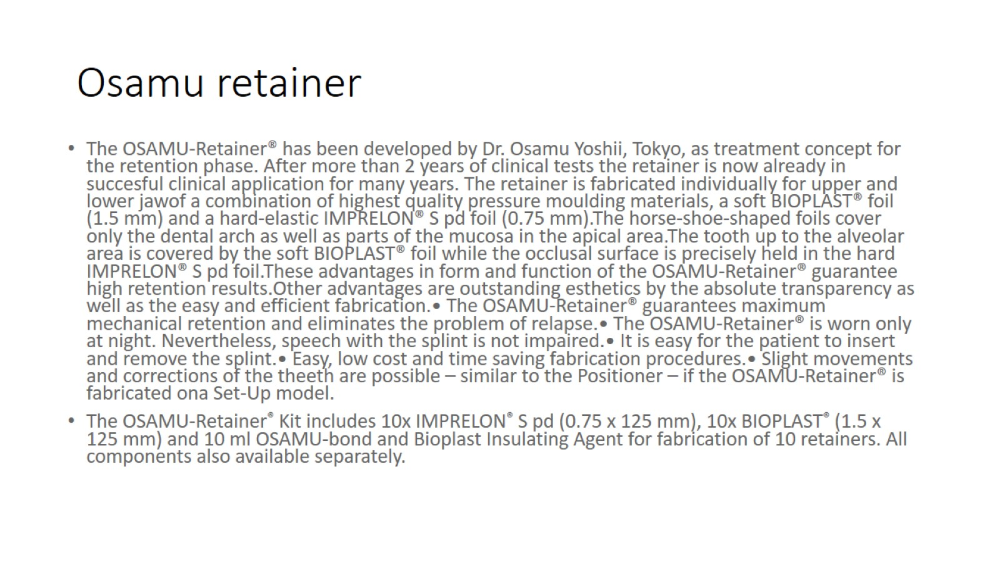 Osamu retainer
• The OSAMU-Retainer® has been developed by Dr. Osamu Yoshii, Tokyo, as treatment concept for
the retention phase. After more than 2 years of clinical tests the retainer is now already in
succesful clinical application for many years. The retainer is fabricated individually for upper and
lower jawof a combination of highest quality pressure moulding materials, a soft BIOPLAST® foil
(1.5 mm) and a hard-elastic IMPRELON® S pd foil (0.75 mm).The horse-shoe-shaped foils cover
only the dental arch as well as parts of the mucosa in the apical area.The tooth up to the alveolar
area is covered by the soft BIOPLAST® foil while the occlusal surface is precisely held in the hard
IMPRELON® S pd foil.These advantages in form and function of the OSAMU-Retainer® guarantee
high retention results.Other advantages are outstanding esthetics by the absolute transparency as
well as the easy and efficient fabrication.• The OSAMU-Retainer® guarantees maximum
mechanical retention and eliminates the problem of relapse.• The OSAMU-Retainer® is worn only
at night. Nevertheless, speech with the splint is not impaired.• It is easy for the patient to insert
and remove the splint.• Easy, low cost and time saving fabrication procedures.• Slight movements
and corrections of the theeth are possible – similar to the Positioner – if the OSAMU-Retainer® is
fabricated ona Set-Up model.
• The OSAMU-Retainer® Kit includes 10x IMPRELON® S pd (0.75 x 125 mm), 10x BIOPLAST® (1.5 x
125 mm) and 10 ml OSAMU-bond and Bioplast Insulating Agent for fabrication of 10 retainers. All
components also available separately.